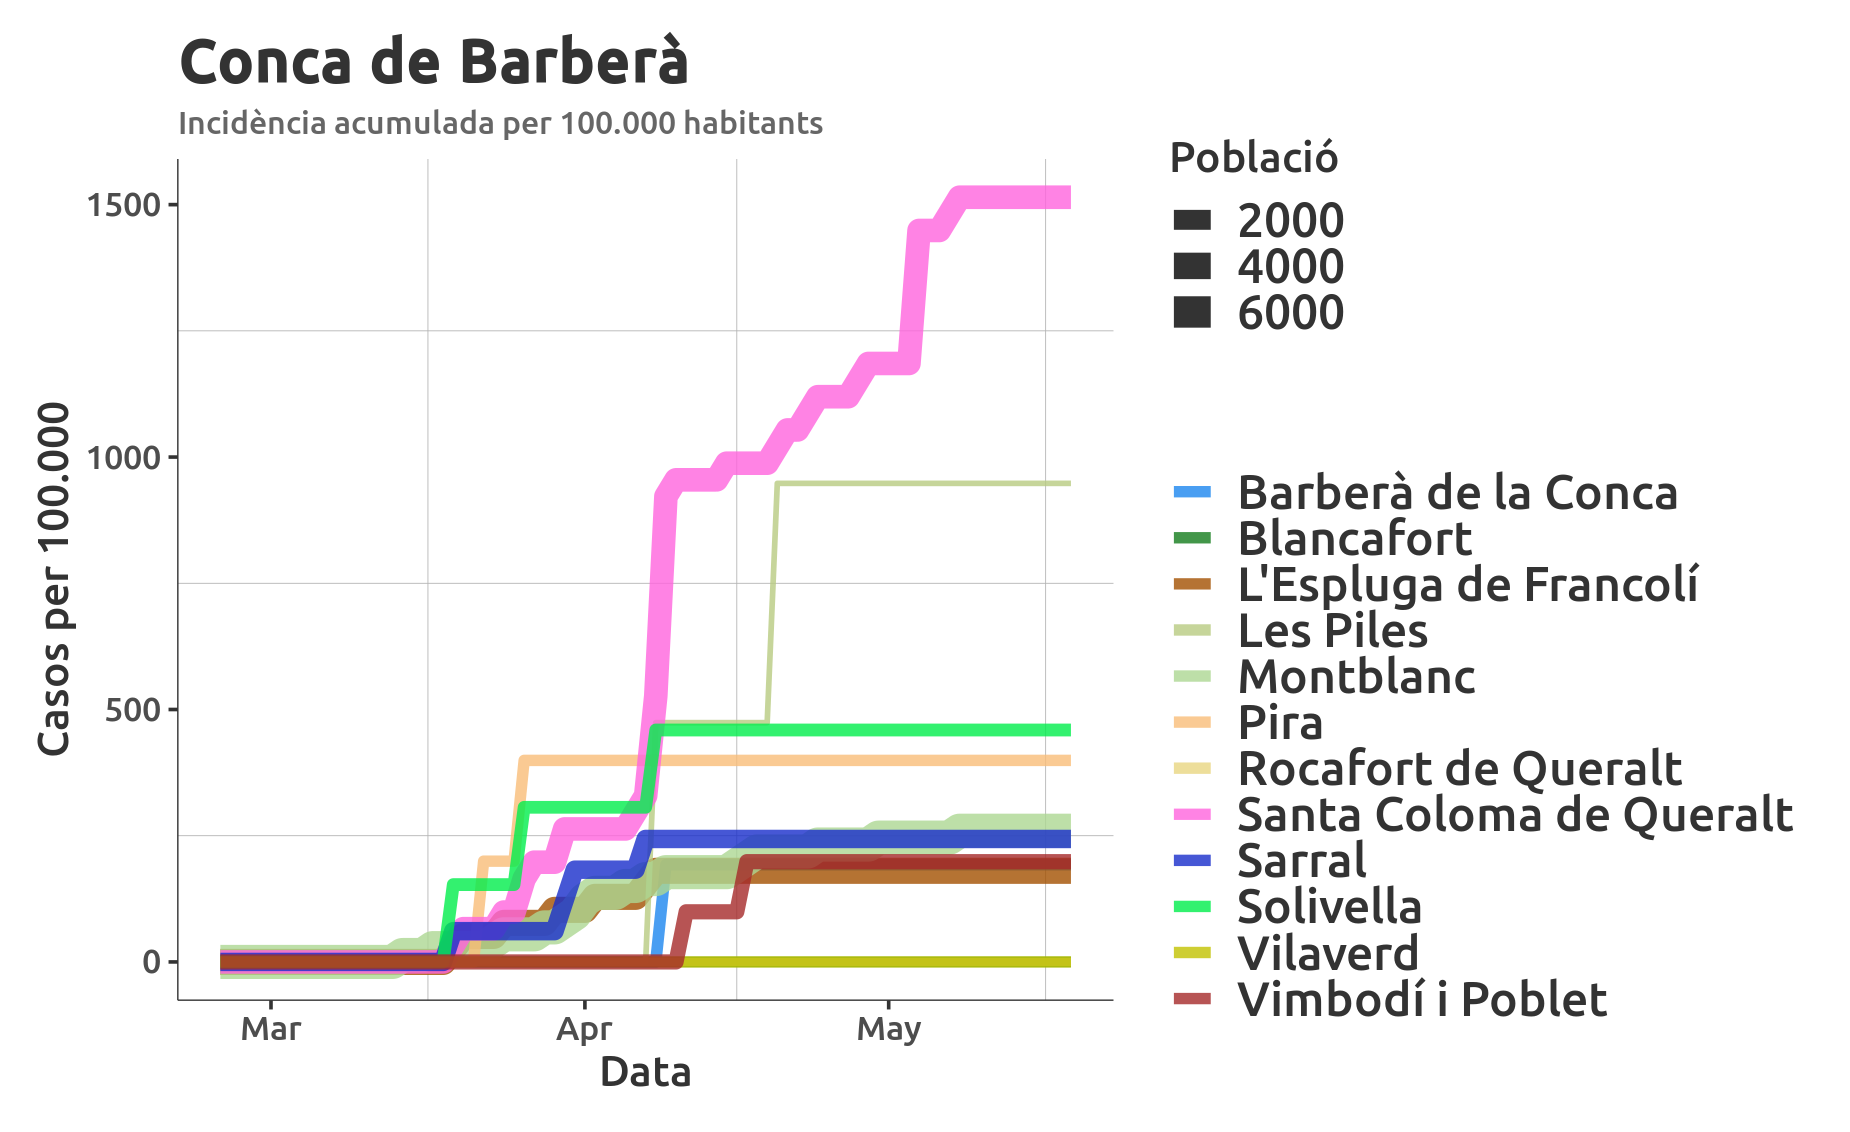 Conca de Barberà
Incidència acumulada per 100.000 habitants
Casos per 100.000
1500
1000
500
0
Mar
Apr
May
Data
Població
2000
4000
6000
Barberà de la Conca
Blancafort
L'Espluga de Francolí
Les Piles
Montblanc
Pira
Rocafort de Queralt
Santa Coloma de Queralt
Sarral
Solivella
Vilaverd
Vimbodí i Poblet